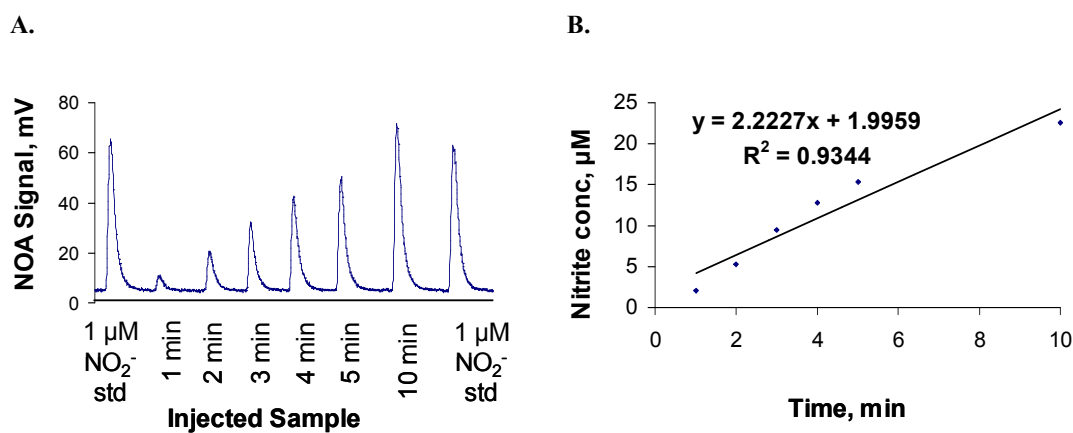 A.
B.
NOA Signal, mV
80
60
40
20
0
1 µM
NO₂⁻
std
1 min
2 min
3 min
4 min
5 min
10 min
1 µM
NO₂⁻
std
Injected Sample
Nitrite conc, µM
25
20
15
10
5
0
y = 2.2227x + 1.9959
R² = 0.9344
0 2 4 6 8 10
Time, min